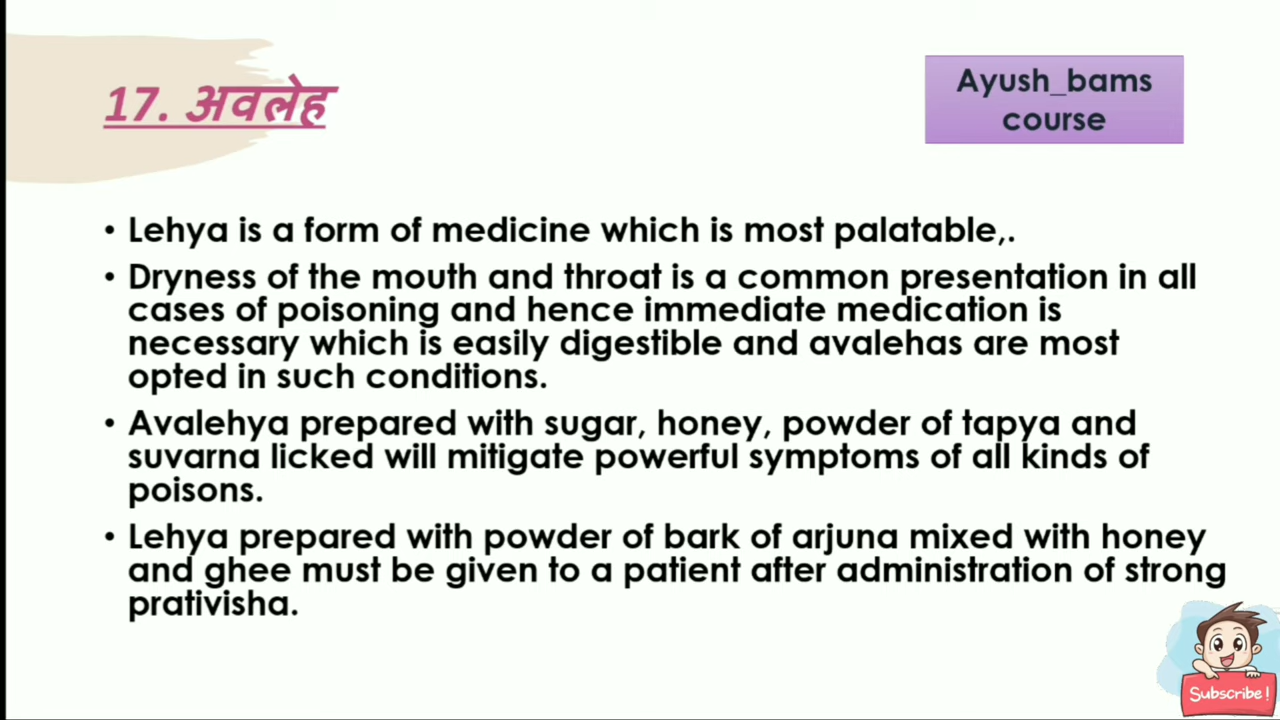 17. अवलेह
Ayush_bams
course
• Lehya is a form of medicine which is most palatable,.
• Dryness of the mouth and throat is a common presentation in all
cases of poisoning and hence immediate medication is
necessary which is easily digestible and avalehas are most
opted in such conditions.
• Avalehya prepared with sugar, honey, powder of tapya and
suvarna licked will mitigate powerful symptoms of all kinds of
poisons.
• Lehya prepared with powder of bark of arjuna mixed with honey
and ghee must be given to a patient after administration of strong
prativisha.
Subscribe!